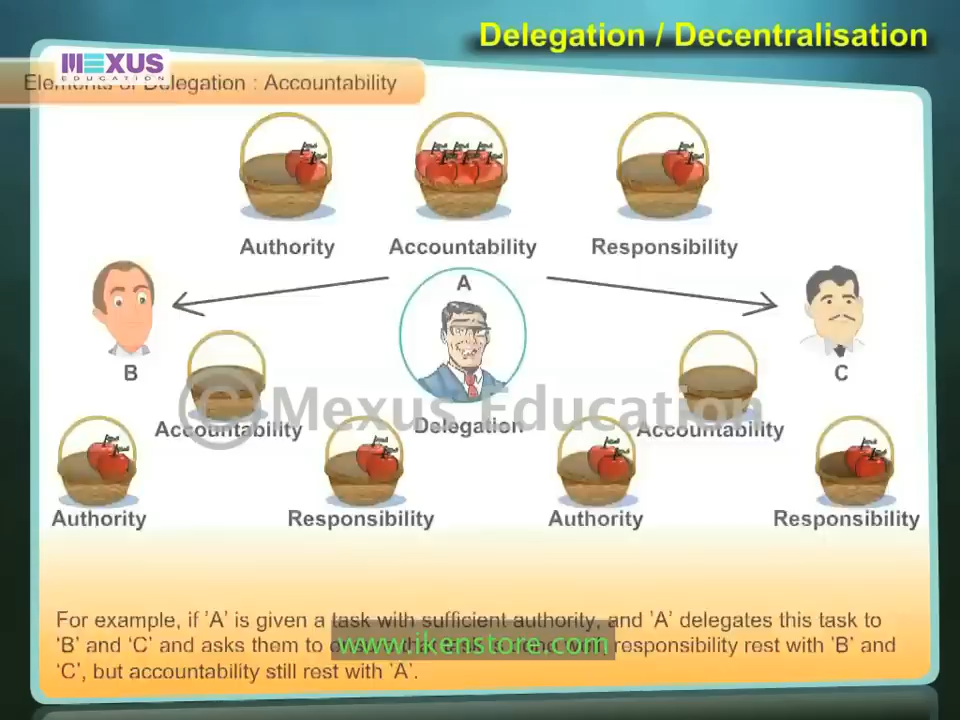 Delegation / Decentralisation
MEXUS
EDUCATION
Elements of Delegation : Accountability
Authority
Accountability
Responsibility
A
B
C
© Mexus Education
Accountability
Delegation
Accountability
Authority
Responsibility
Authority
Responsibility
For example, if 'A' is given a task with sufficient authority, and 'A' delegates this task to
'B' and 'C' and asks them to responsibility rest with 'B' and
www.ikenstore.com
'C', but accountability still rest with 'A'.